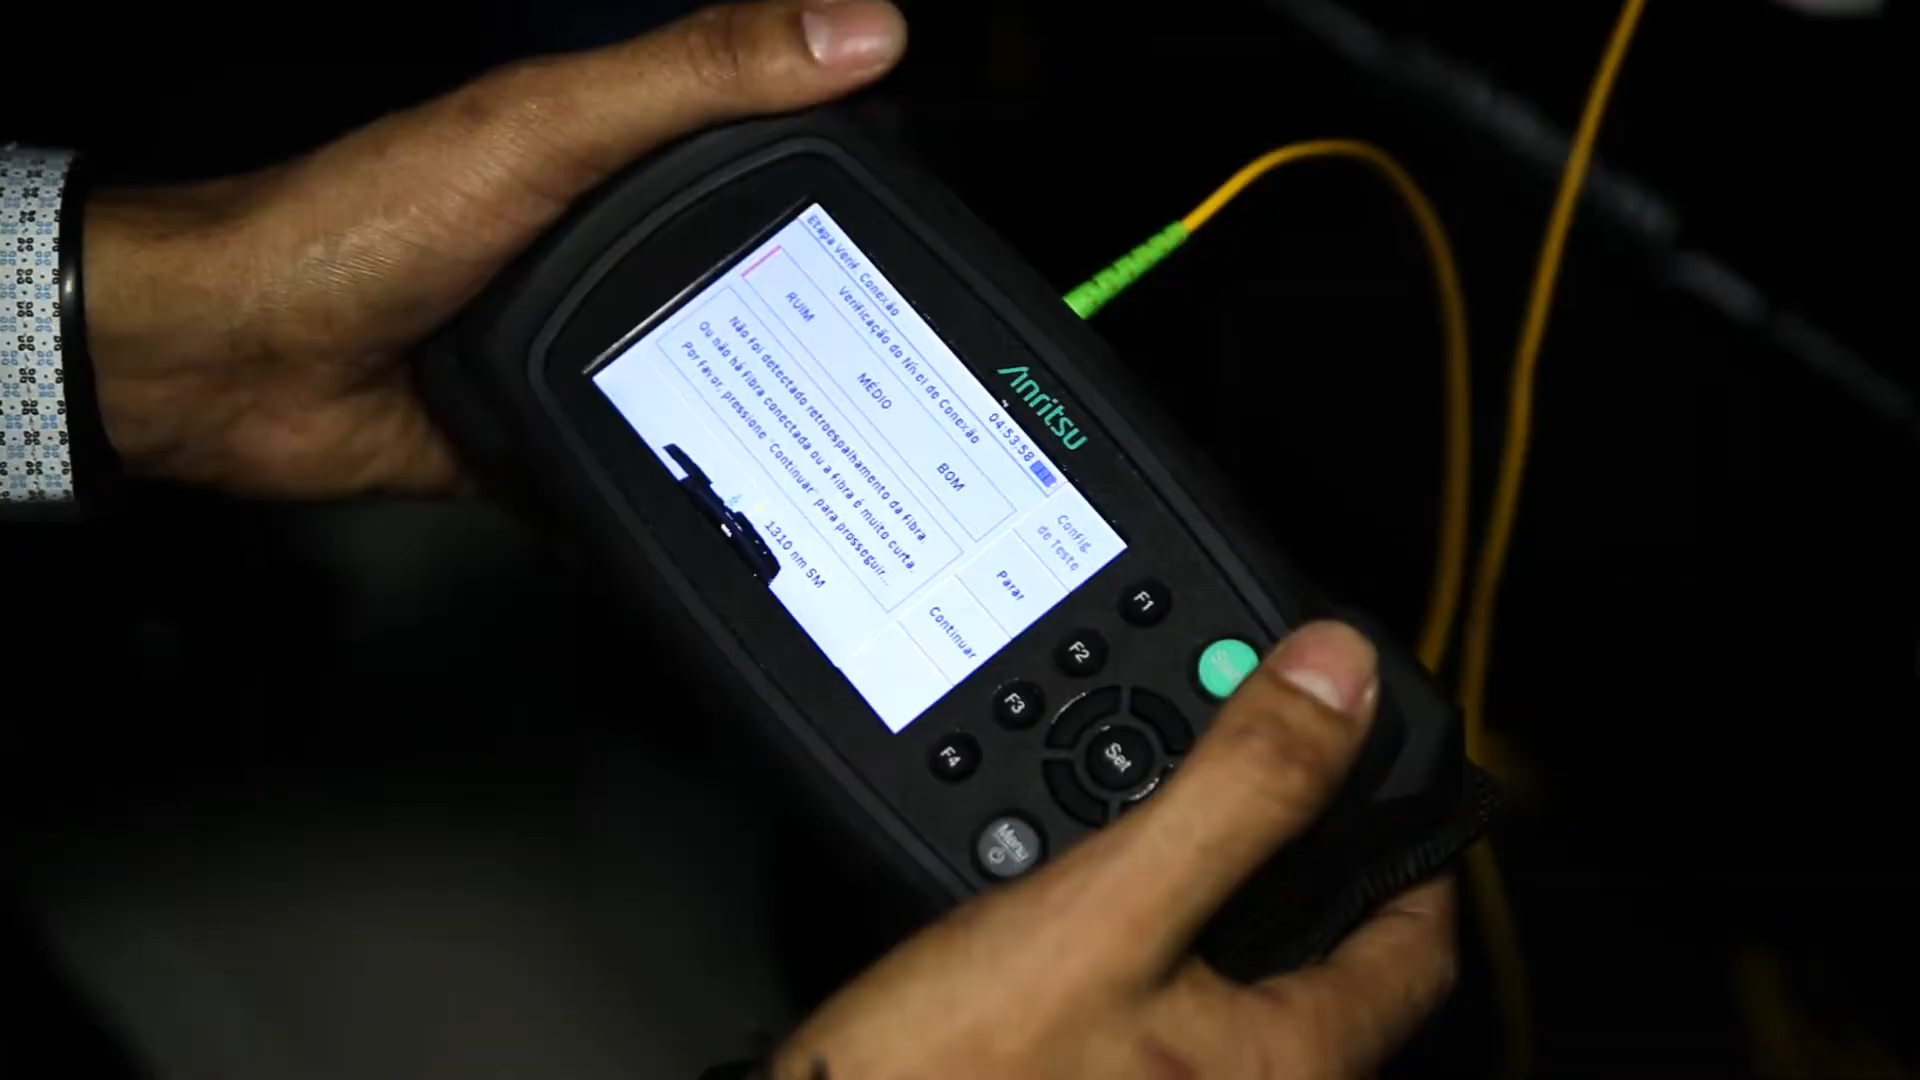 Etapa Verif. Conexão
04:53:58
Verificação do Nível de Conexão
RUIM MÉDIO BOM
Não foi detectado retroespalhamento da fibra.
Ou não há fibra conectada ou a fibra é muito curta.
Por favor, pressione "Continuar" para prosseguir...
1310 nm SM
Config.
de Teste
Parar
Continuar
Anritsu
F1
F2
F3
F4
Set
Menu